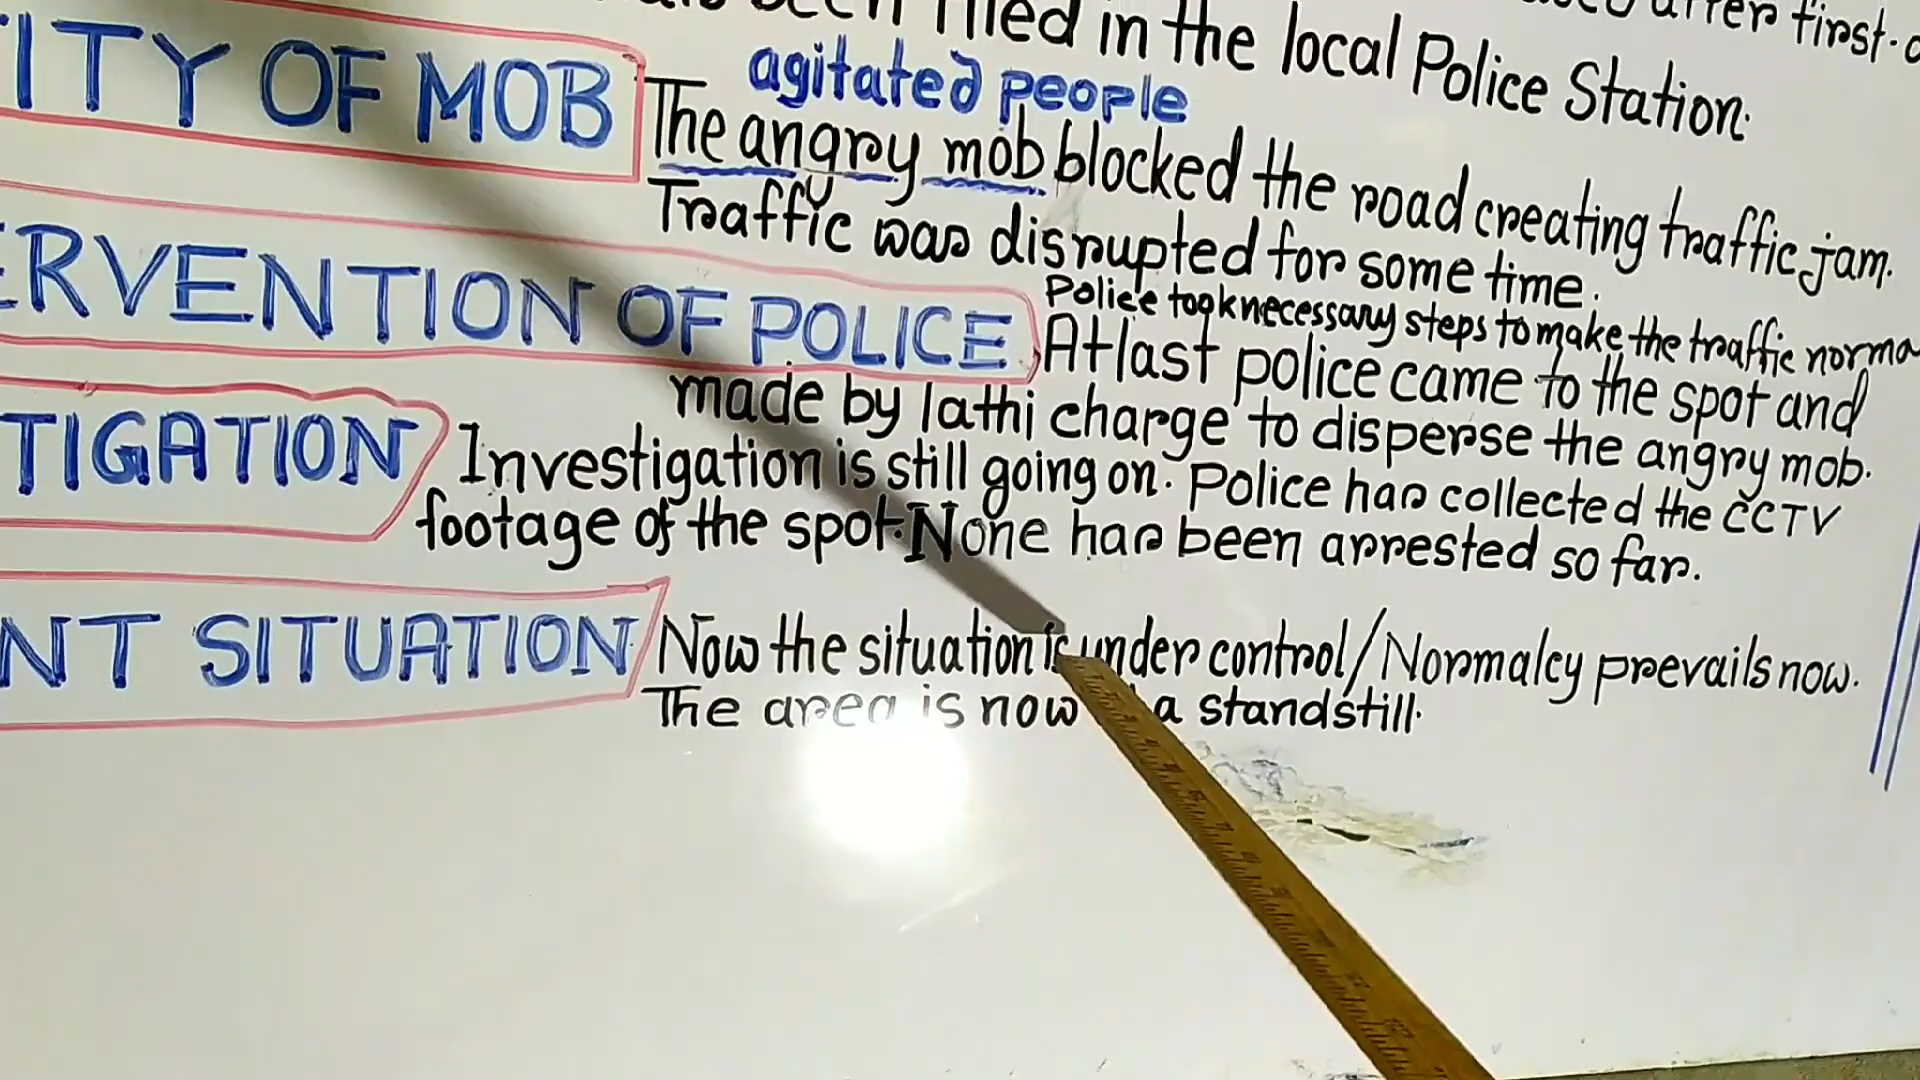 been filed in the local Police Station.
after first-a
ITY OF MOB
agitated people
The angry mob blocked the road creating traffic jam.
Traffic was disrupted for some time.
ERVENTION OF POLICE
Police took necessary steps to make the traffic norma
At last police came to the spot and
made by lathi charge to disperse the angry mob.
TIGATION
Investigation is still going on. Police has collected the CCTV
footage of the spot. None has been arrested so far.
NT SITUATION
Now the situation is under control/Normalcy prevails now.
The area is now a standstill.